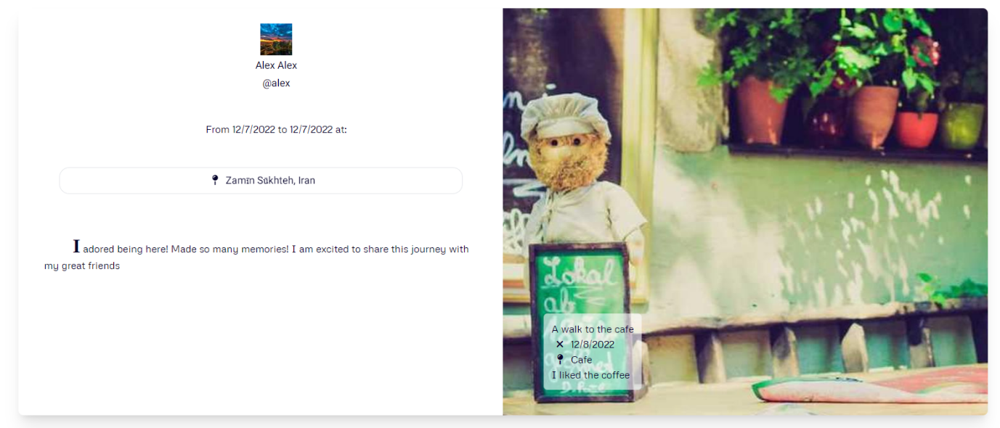 Alex Alex
@alex
From 12/7/2022 to 12/7/2022 at:
Zamīn Sūkhteh, Iran
I adored being here! Made so many memories! I am excited to share this journey with
my great friends
Lokal
ab
A walk to the cafe
12/8/2022
Cafe
I liked the coffee